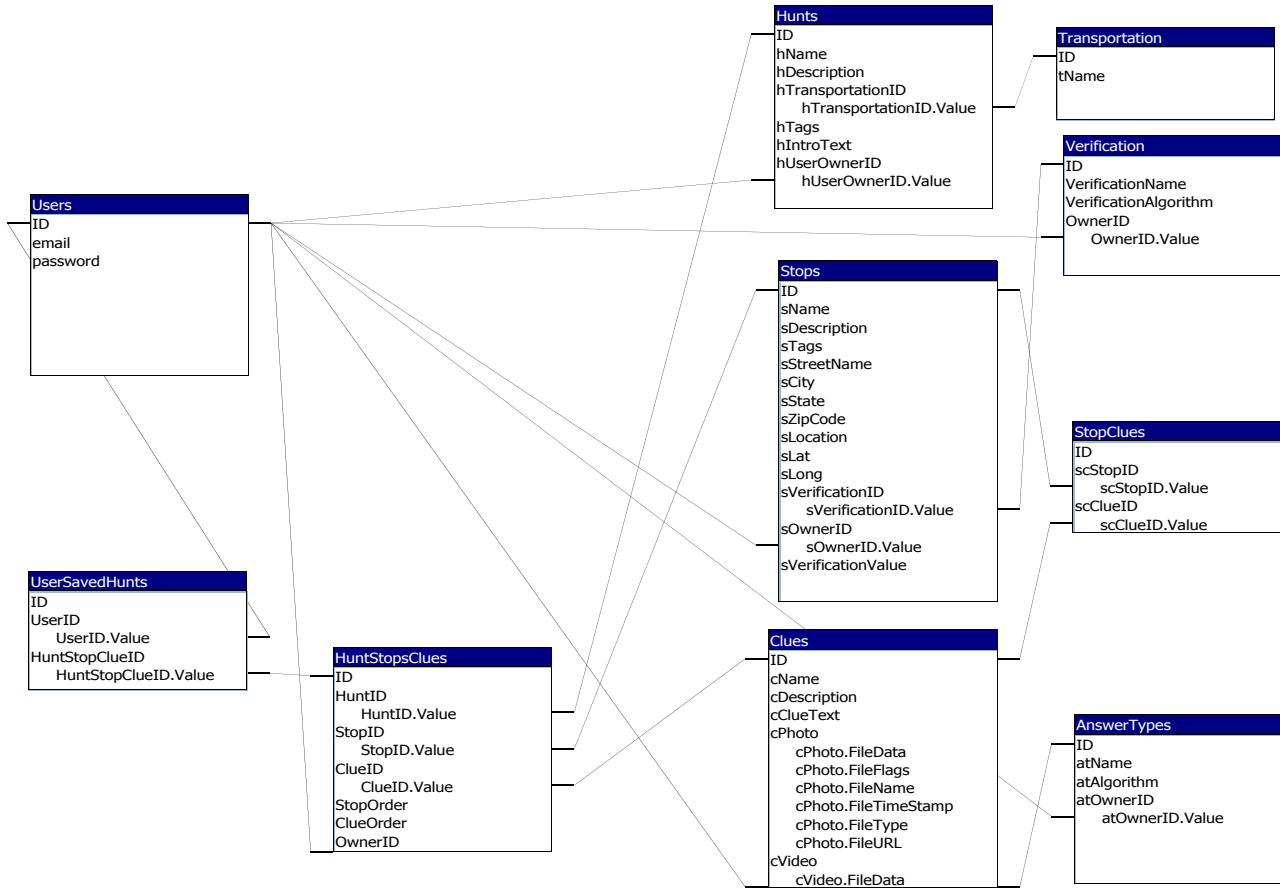 Hunts
ID
hName
hDescription
hTransportationID
hTransportationID.Value
hTags
hIntroText
hUserOwnerID
hUserOwnerID.Value
Transportation
ID
tName
Verification
ID
VerificationName
VerificationAlgorithm
OwnerID
OwnerID.Value
Users
ID
email
password
Stops
ID
sName
sDescription
sTags
sStreetName
sCity
sState
sZipCode
sLocation
sLat
sLong
sVerificationID
sVerificationID.Value
sOwnerID
sOwnerID.Value
sVerificationValue
StopClues
ID
scStopID
scStopID.Value
scClueID
scClueID.Value
UserSavedHunts
ID
UserID
UserID.Value
HuntStopClueID
HuntStopClueID.Value
HuntStopsClues
ID
HuntID
HuntID.Value
StopID
StopID.Value
ClueID
ClueID.Value
StopOrder
ClueOrder
OwnerID
Clues
ID
cName
cDescription
cClueText
cPhoto
cPhoto.FileData
cPhoto.FileFlags
cPhoto.FileName
cPhoto.FileTimeStamp
cPhoto.FileType
cPhoto.FileURL
cVideo
cVideo.FileData
AnswerTypes
ID
atName
atAlgorithm
atOwnerID
atOwnerID.Value